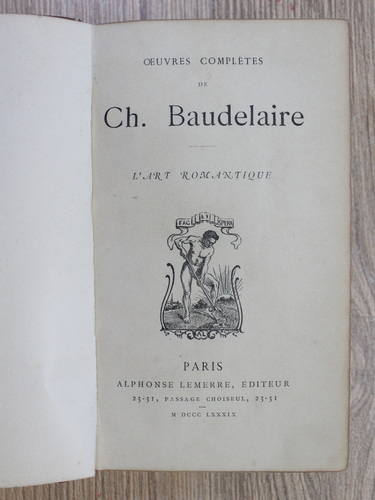 ŒUVRES COMPLÈTES
DE
Ch. Baudelaire
L'ART ROMANTIQUE
FAC ET SPERA
AL
PARIS
ALPHONSE LEMERRE, ÉDITEUR
23-31, PASSAGE CHOISEUL, 23-31
M DCCC LXXXIX